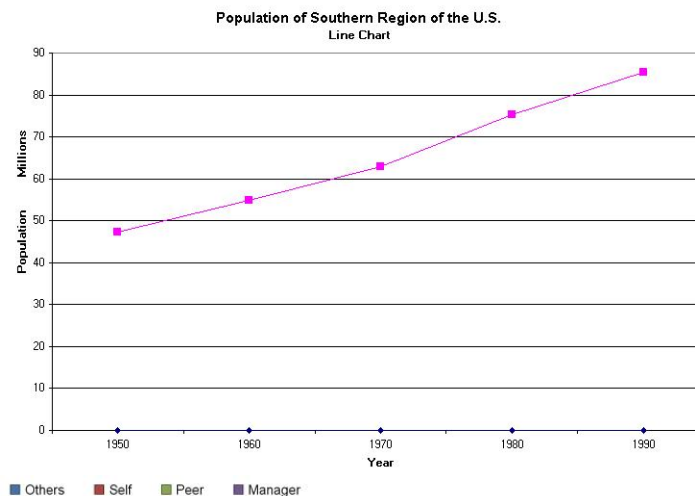 Population of Southern Region of the U.S.
Line Chart
90
80
70
60
50
40
30
20
10
0
Population Millions
1950 1960 1970 1980 1990
Year
Others Self Peer Manager